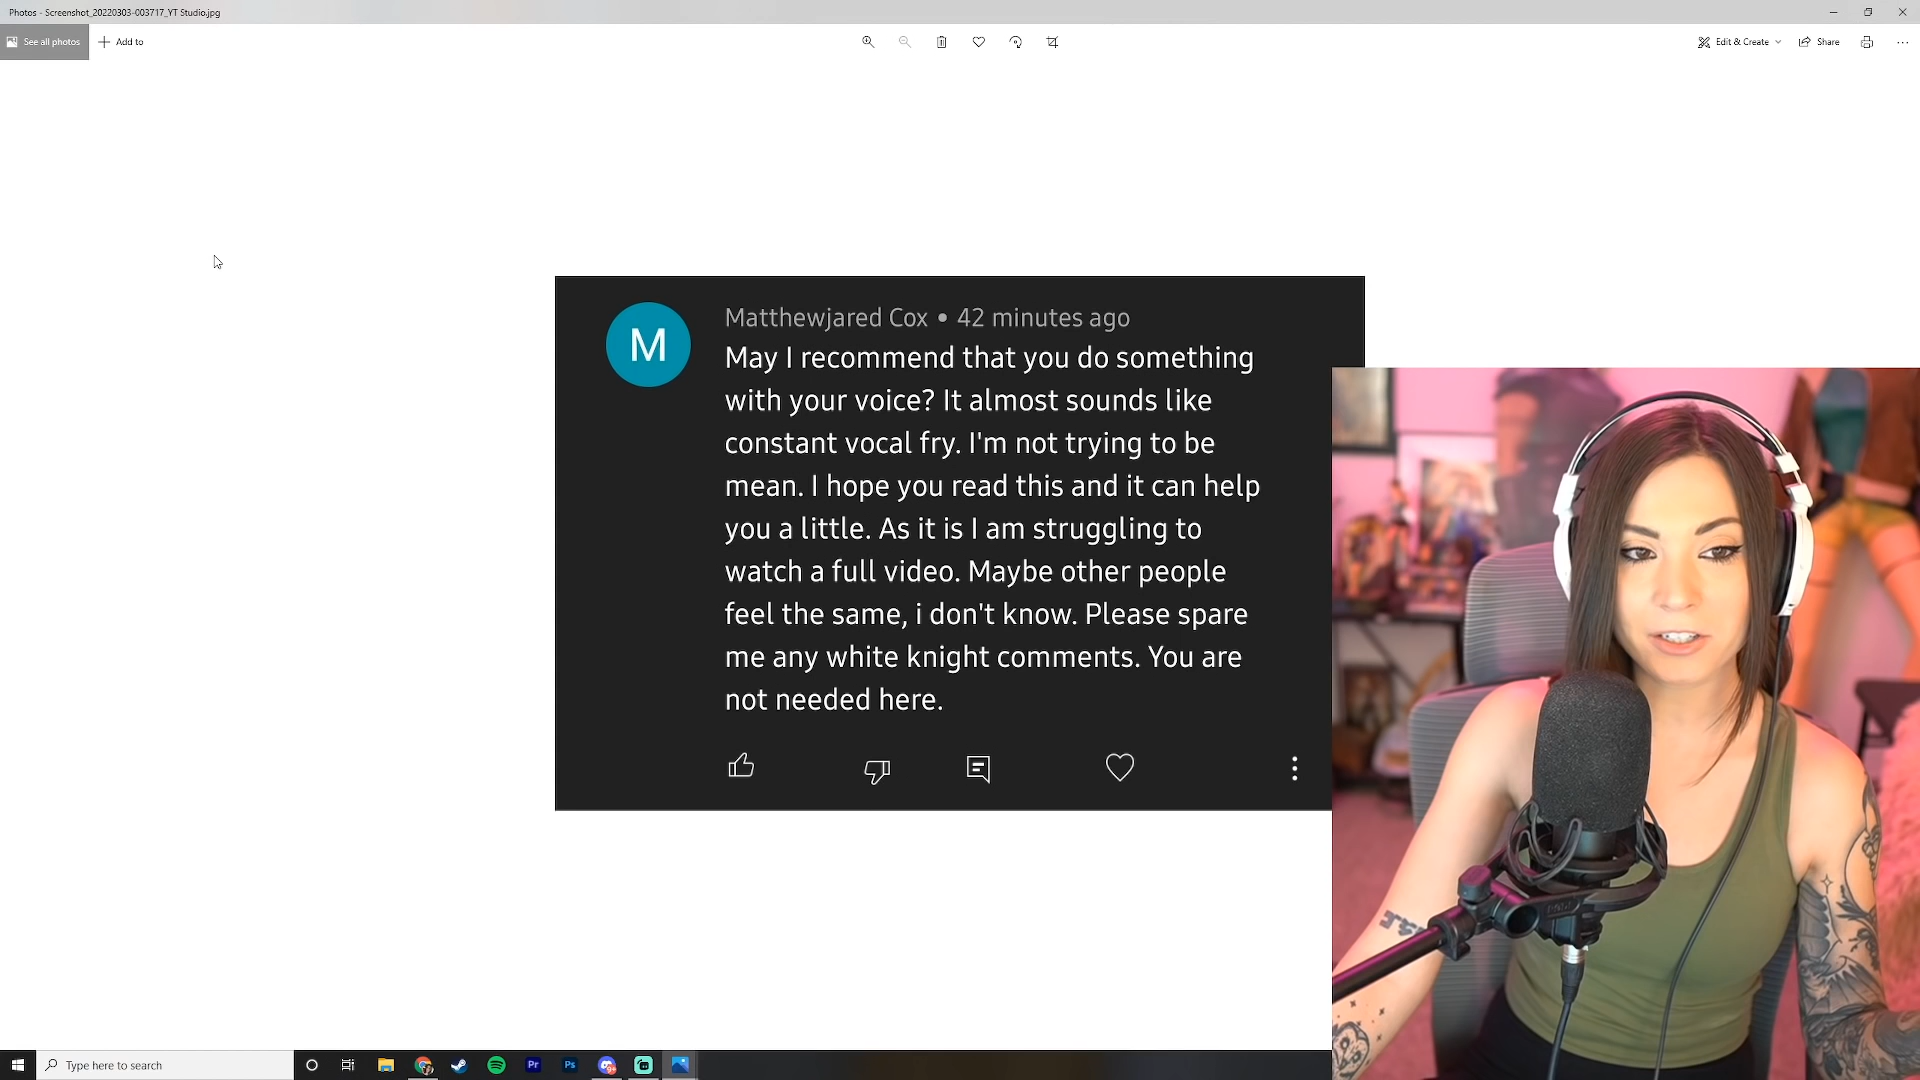 Photos - Screenshot_20220303-003717_YT Studio.jpg
See all photos
Add to
Edit & Create
Share
M
Matthewjared Cox • 42 minutes ago
May I recommend that you do something
with your voice? It almost sounds like
constant vocal fry. I'm not trying to be
mean. I hope you read this and it can help
you a little. As it is I am struggling to
watch a full video. Maybe other people
feel the same, i don't know. Please spare
me any white knight comments. You are
not needed here.
Type here to search
Pr
Ps